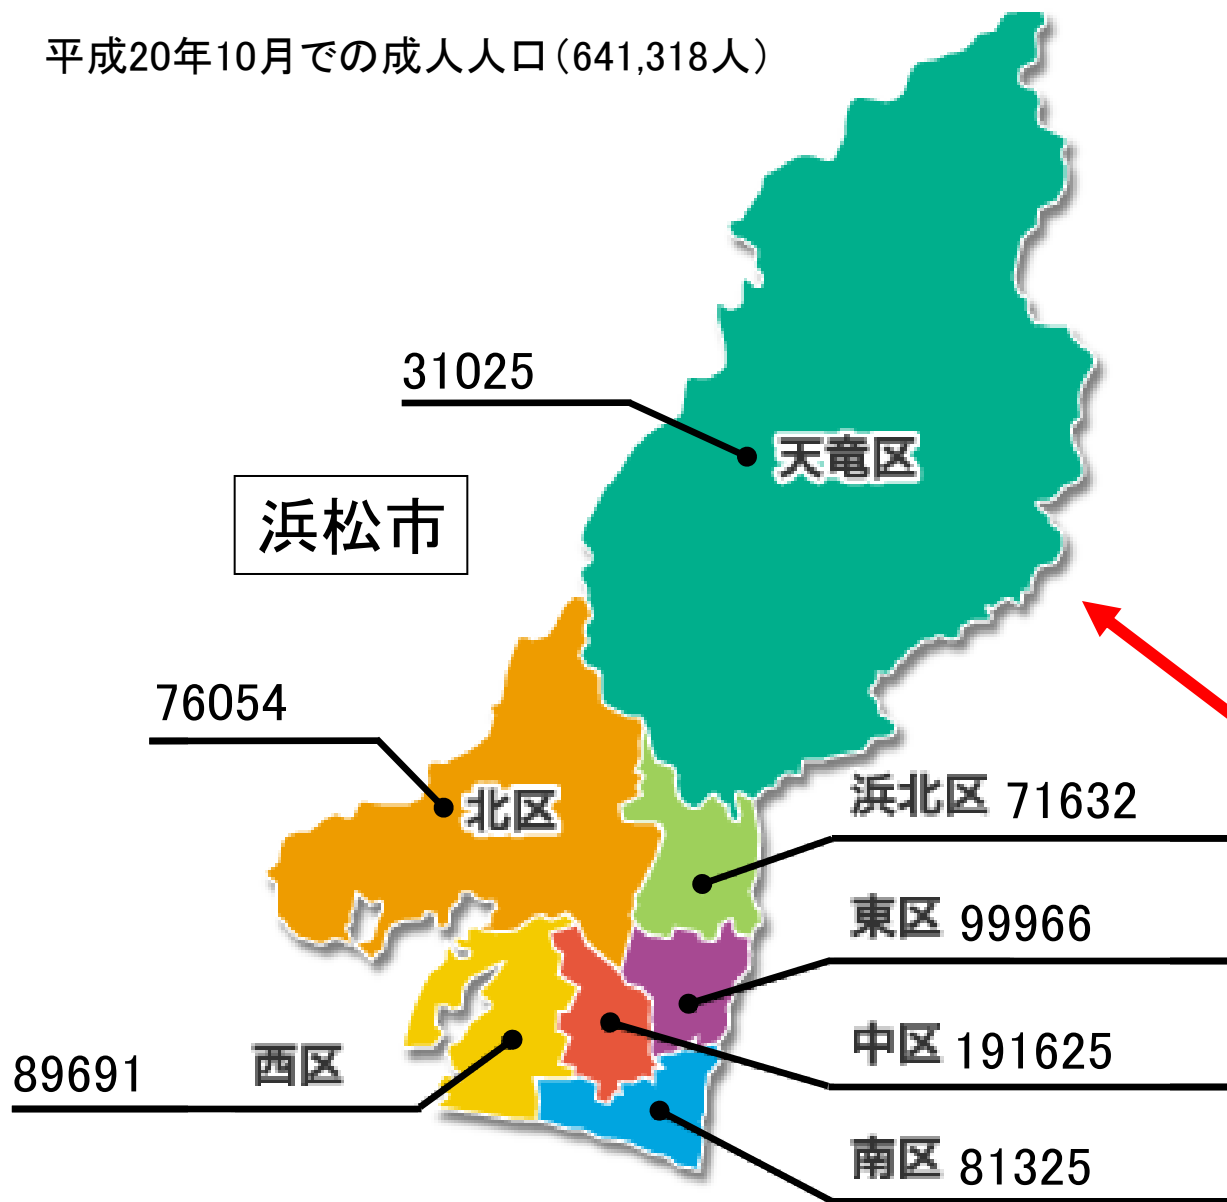 平成20年10月での成人人口(641,318人)
31025
天竜区
浜松市
76054
北区
浜北区 71632
東区 99966
中区 191625
89691 西区
南区 81325